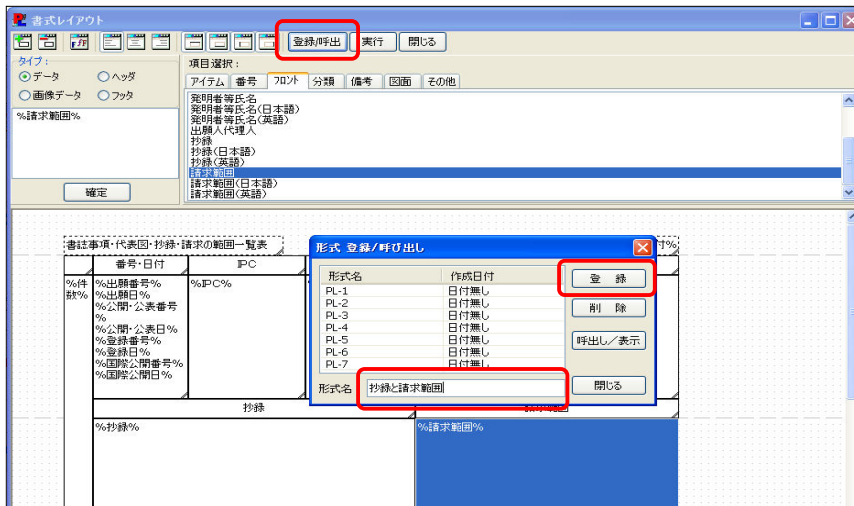 書式レイアウト
登録/呼出 実行 閉じる
タイプ:
データ ヘッダ
画像データ フッタ
%請求範囲%
確定
項目選択:
アイテム 番号 フロント 分類 備考 図面 その他
発明者等氏名
発明者等氏名(日本語)
発明者等氏名(英語)
出願人代理人
抄録
抄録(日本語)
抄録(英語)
請求範囲
請求範囲(日本語)
請求範囲(英語)
書誌事項・代表図・抄録・請求の範囲一覧表
付%
番号・日付 IPC
%件数%
%出願番号%
%出願日%
%公開・公表番号
%
%公開・公表日%
%登録番号%
%登録日%
%国際公開番号%
%国際公開日%
%IPC%
形式 登録/呼び出し
形式名 作成日付
PL-1 日付無し
PL-2 日付無し
PL-3 日付無し
PL-4 日付無し
PL-5 日付無し
PL-6 日付無し
PL-7 日付無し
登 録
削 除
呼出し/表示
閉じる
形式名 抄録と請求範囲
抄録 請求範囲
%抄録%
%請求範囲%